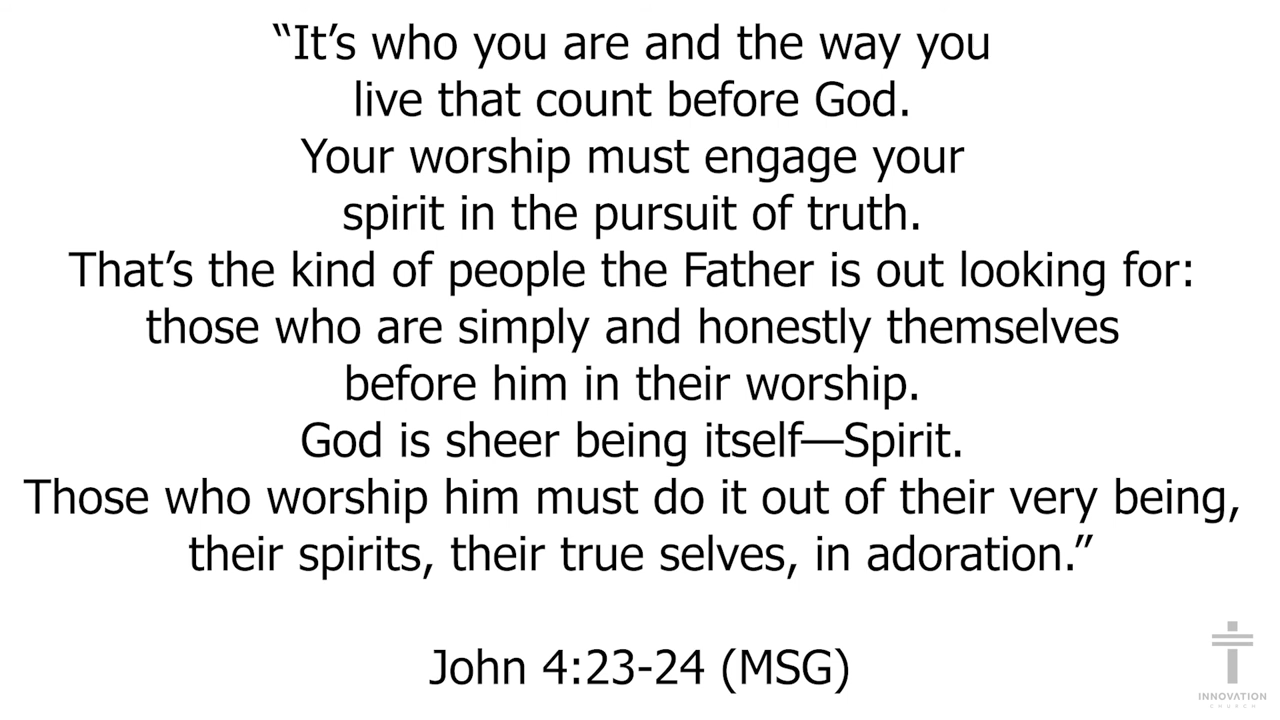 “It’s who you are and the way you
live that count before God.
Your worship must engage your
spirit in the pursuit of truth.
That’s the kind of people the Father is out looking for:
those who are simply and honestly themselves
before him in their worship.
God is sheer being itself—Spirit.
Those who worship him must do it out of their very being,
their spirits, their true selves, in adoration.”
John 4:23-24 (MSG)
INNOVATION
CHURCH